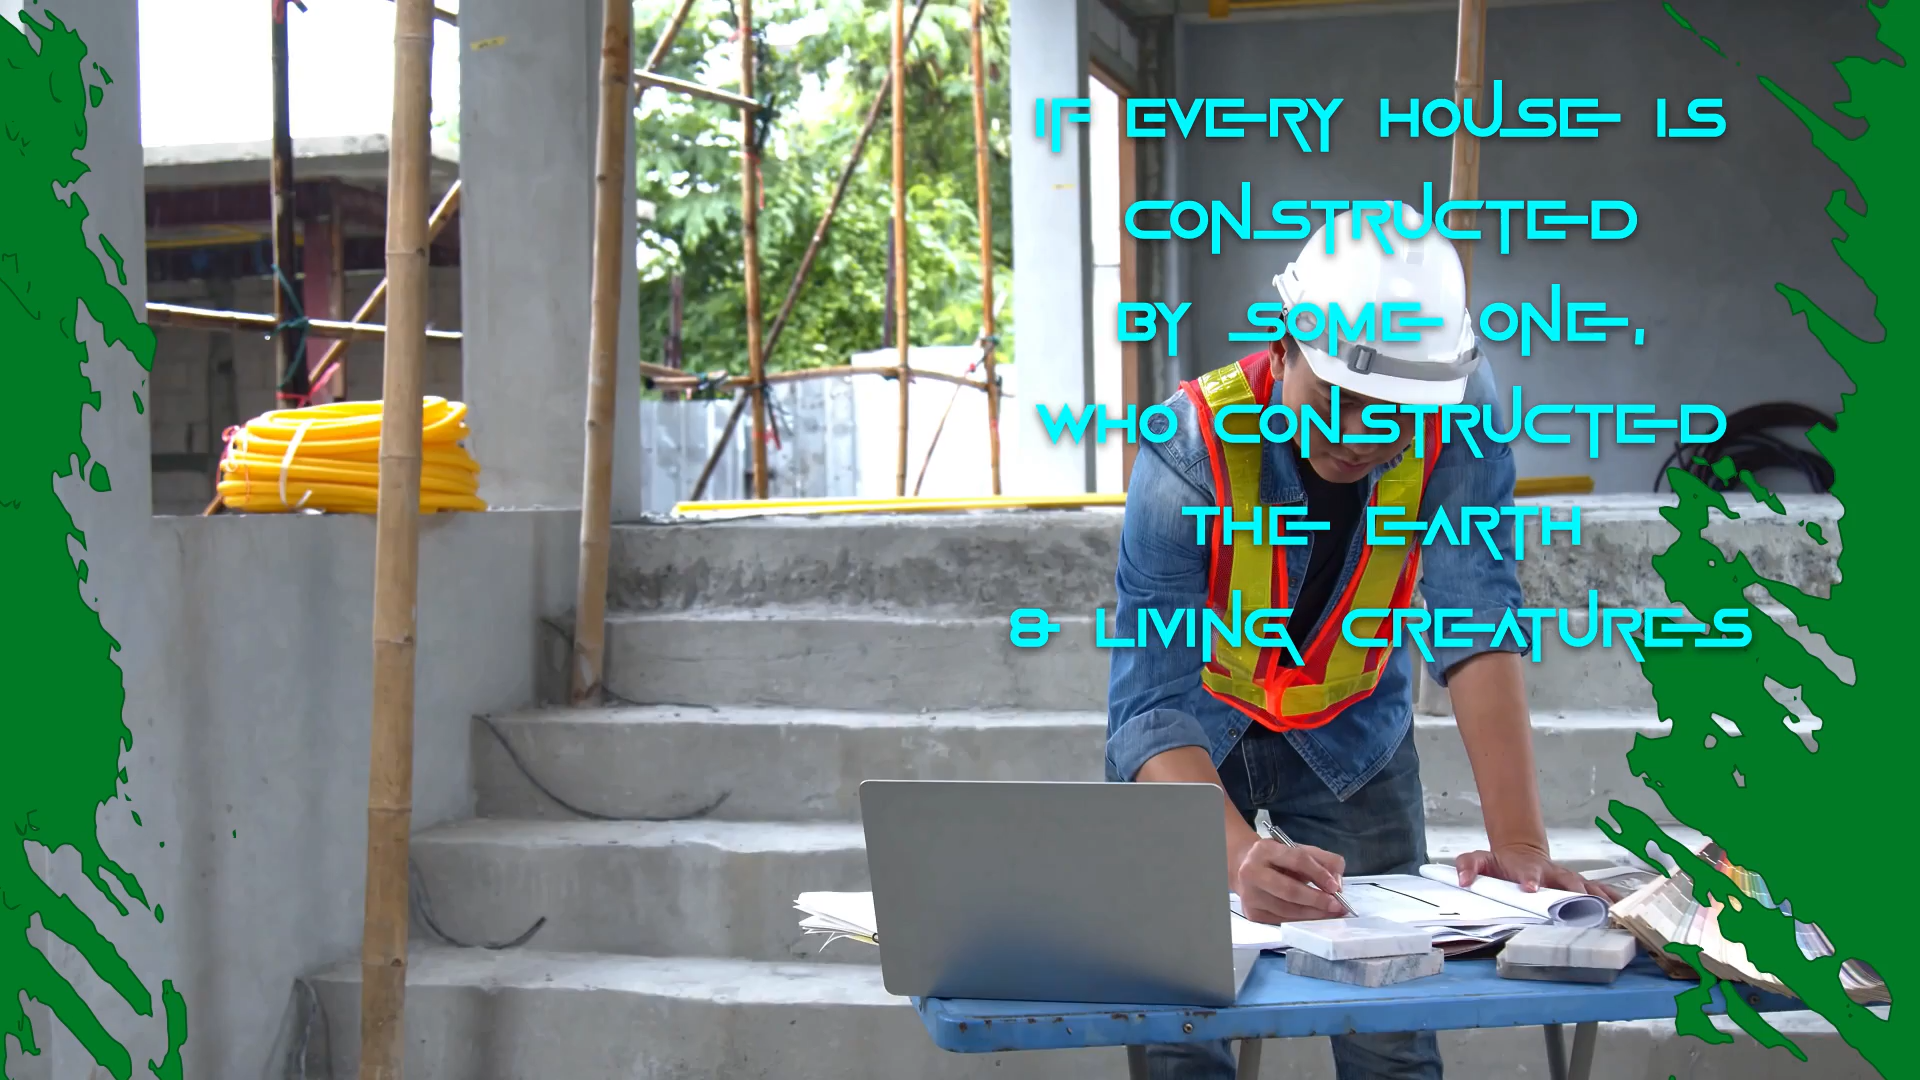 IF EVERY HOUSE IS
CONSTRUCTED
BY SOME ONE,
WHO CONSTRUCTED
THE EARTH
& LIVING CREATURES